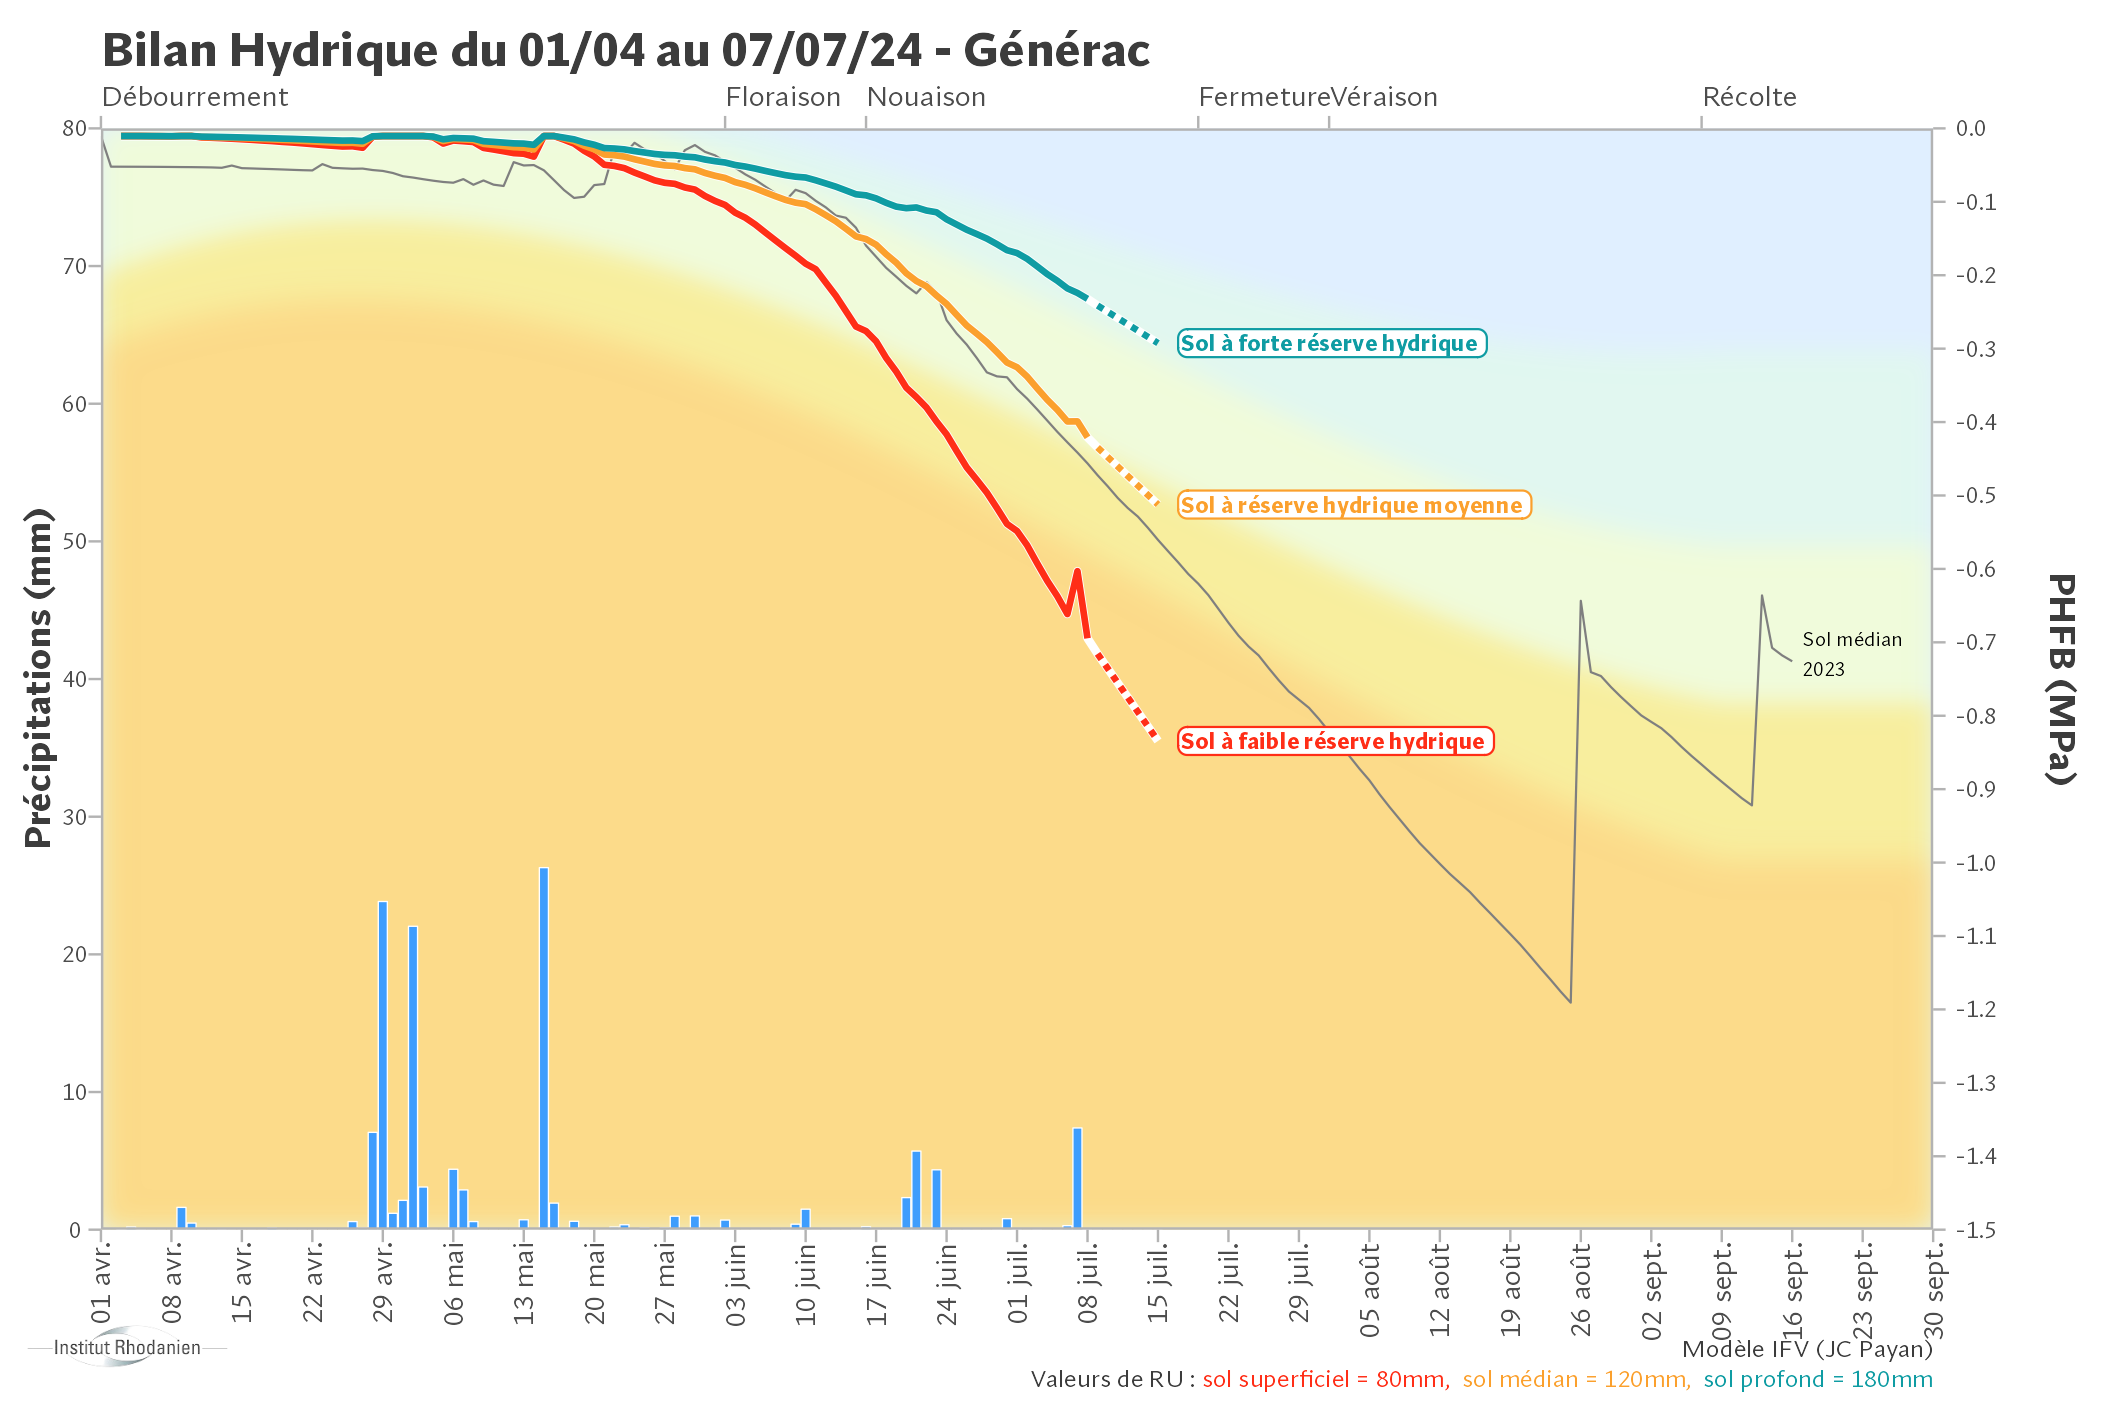 Bilan Hydrique du 01/04 au 07/07/24 - Générac
Débourrement Floraison Nouaison Fermeture Véraison Récolte
80 0.0
-0.1
70 -0.2
-0.3
60 -0.4
-0.5
50 -0.6
-0.7
40 -0.8
30 -0.9
-1.0
20 -1.1
-1.2
10 -1.3
-1.4
0 -1.5
Précipitations (mm)
PHFB (MPa)
Sol à forte réserve hydrique
Sol à réserve hydrique moyenne
Sol à faible réserve hydrique
Sol médian
2023
01 avr.
08 avr.
15 avr.
22 avr.
29 avr.
06 mai
13 mai
20 mai
27 mai
03 juin
10 juin
17 juin
24 juin
01 juil.
08 juil.
15 juil.
22 juil.
29 juil.
05 août
12 août
19 août
26 août
02 sept.
09 sept.
16 sept.
23 sept.
30 sept.
Institut Rhodanien
Modèle IFV (JC Payan)
Valeurs de RU : sol superficiel = 80mm, sol médian = 120mm, sol profond = 180mm